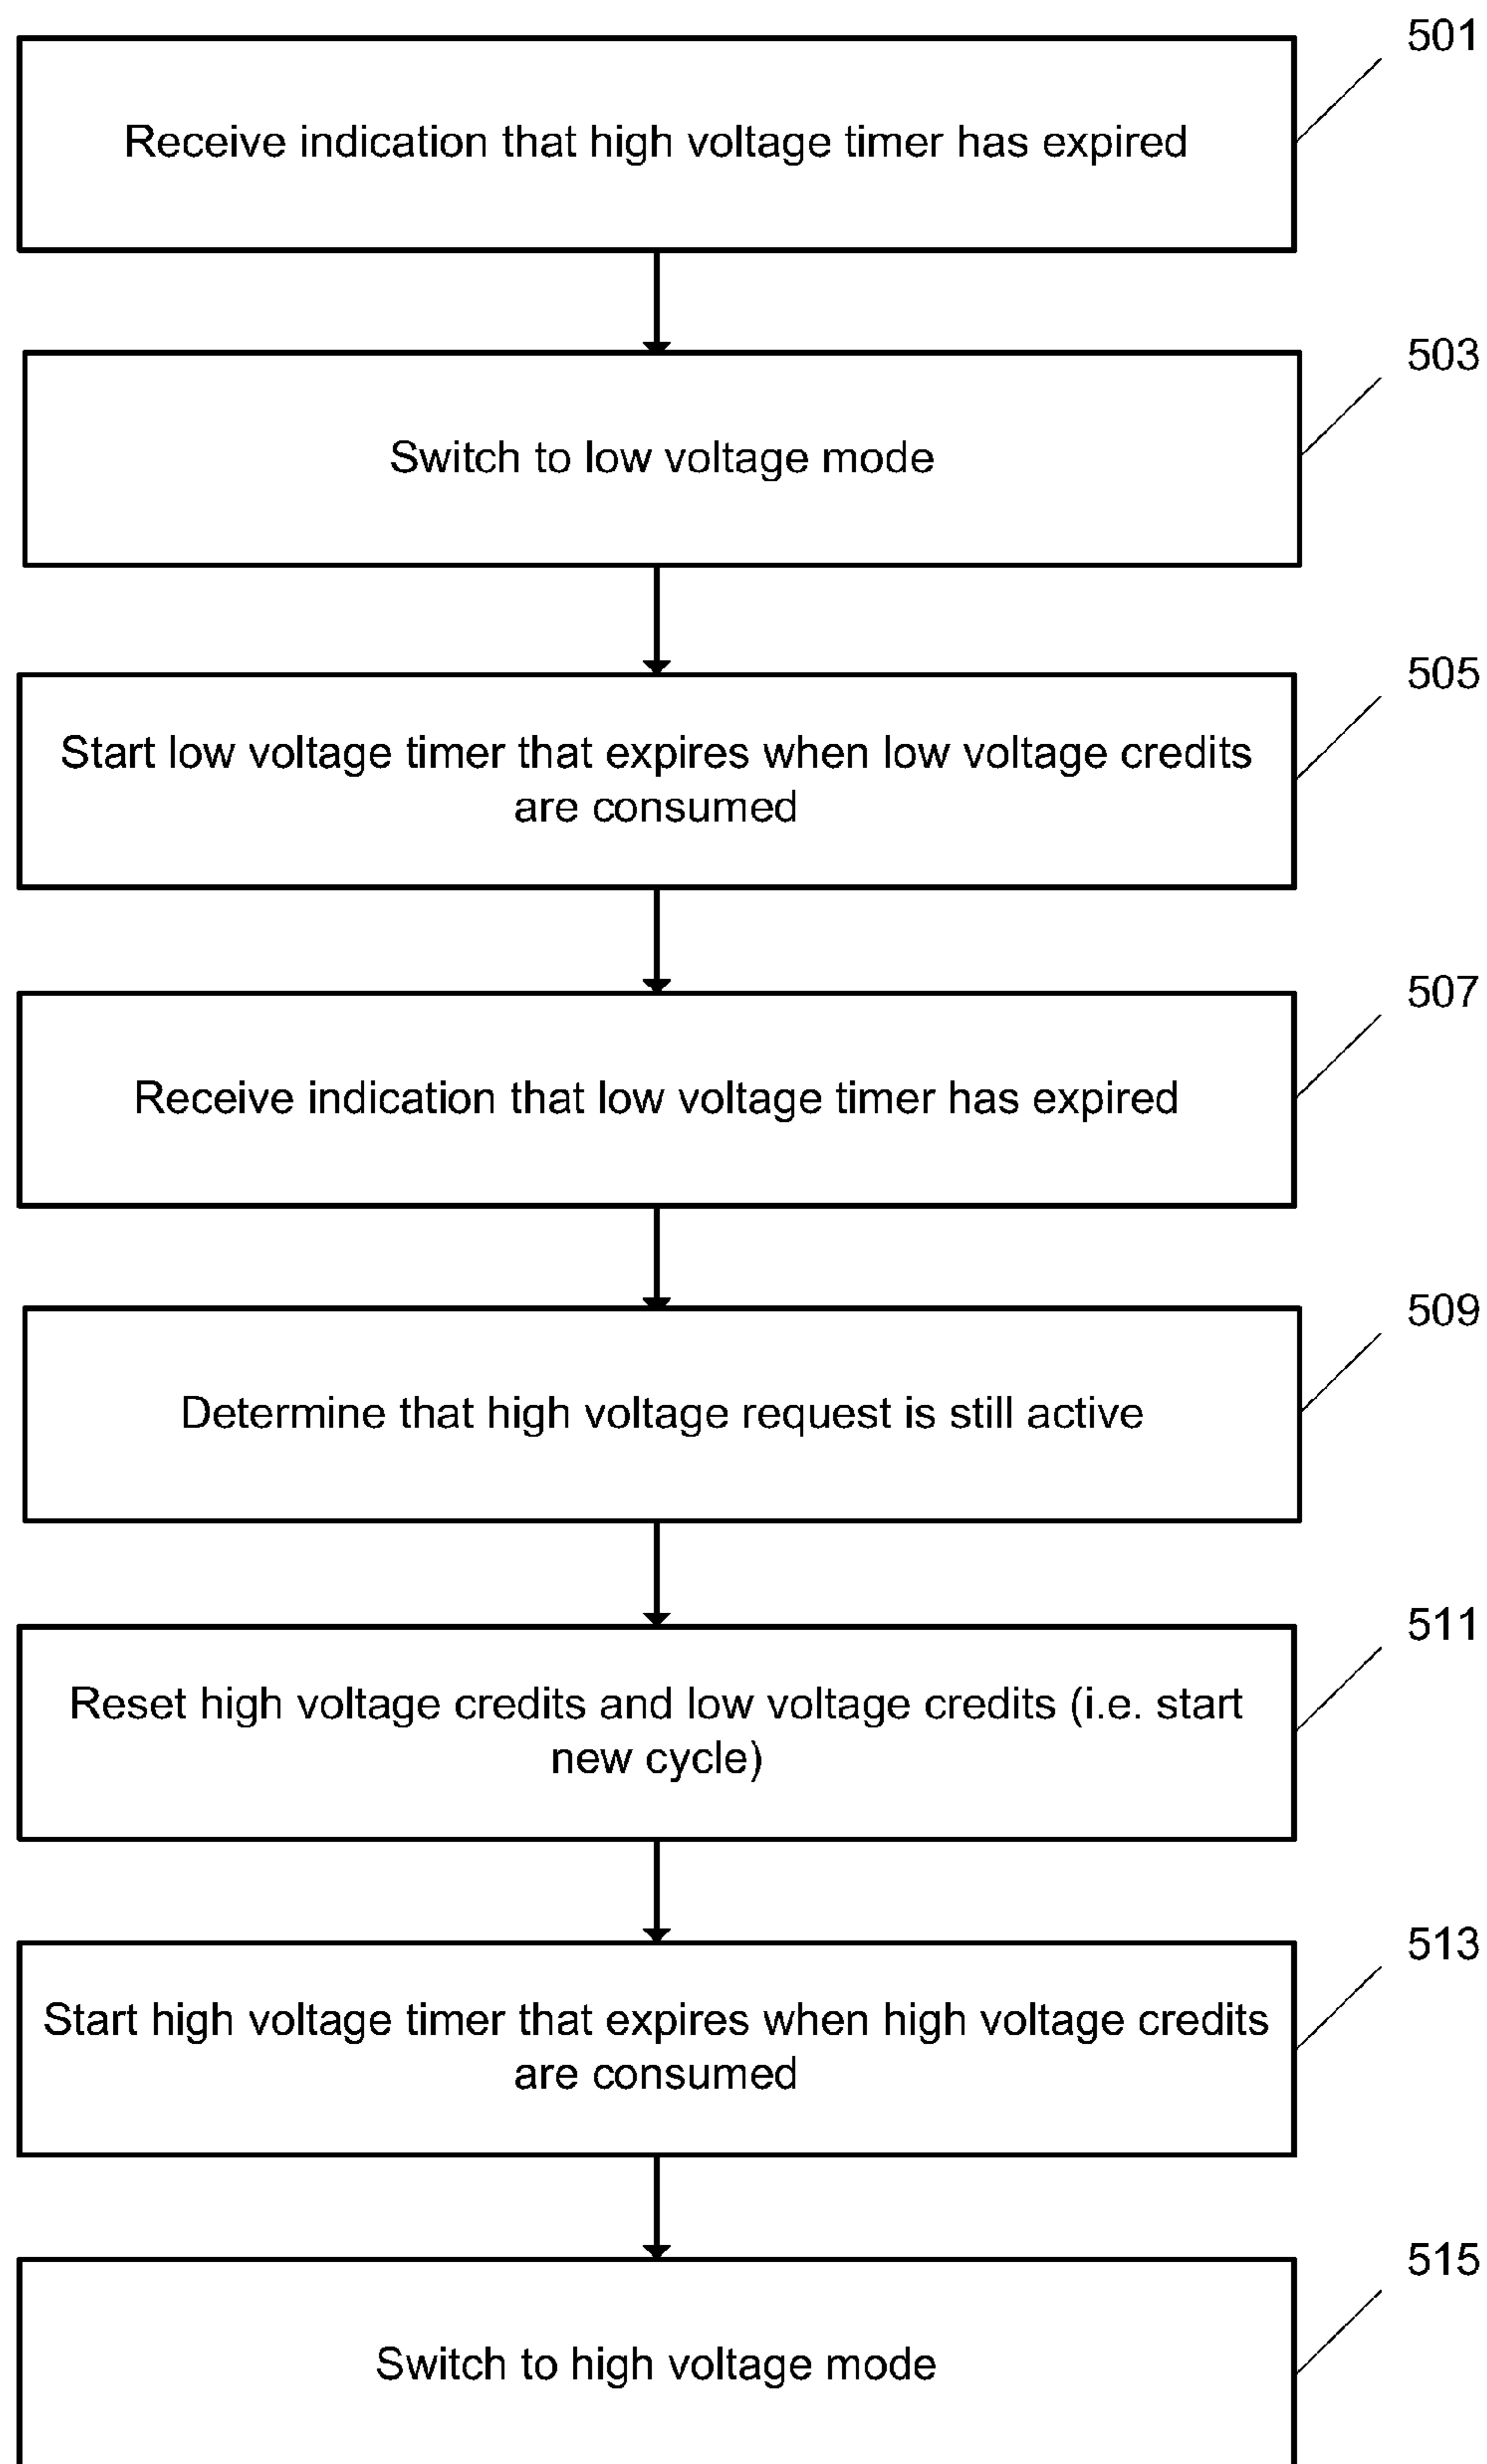 501
Receive indication that high voltage timer has expired
503
Switch to low voltage mode
505
Start low voltage timer that expires when low voltage credits
are consumed
507
Receive indication that low voltage timer has expired
509
Determine that high voltage request is still active
511
Reset high voltage credits and low voltage credits (i.e. start
new cycle)
513
Start high voltage timer that expires when high voltage credits
are consumed
515
Switch to high voltage mode